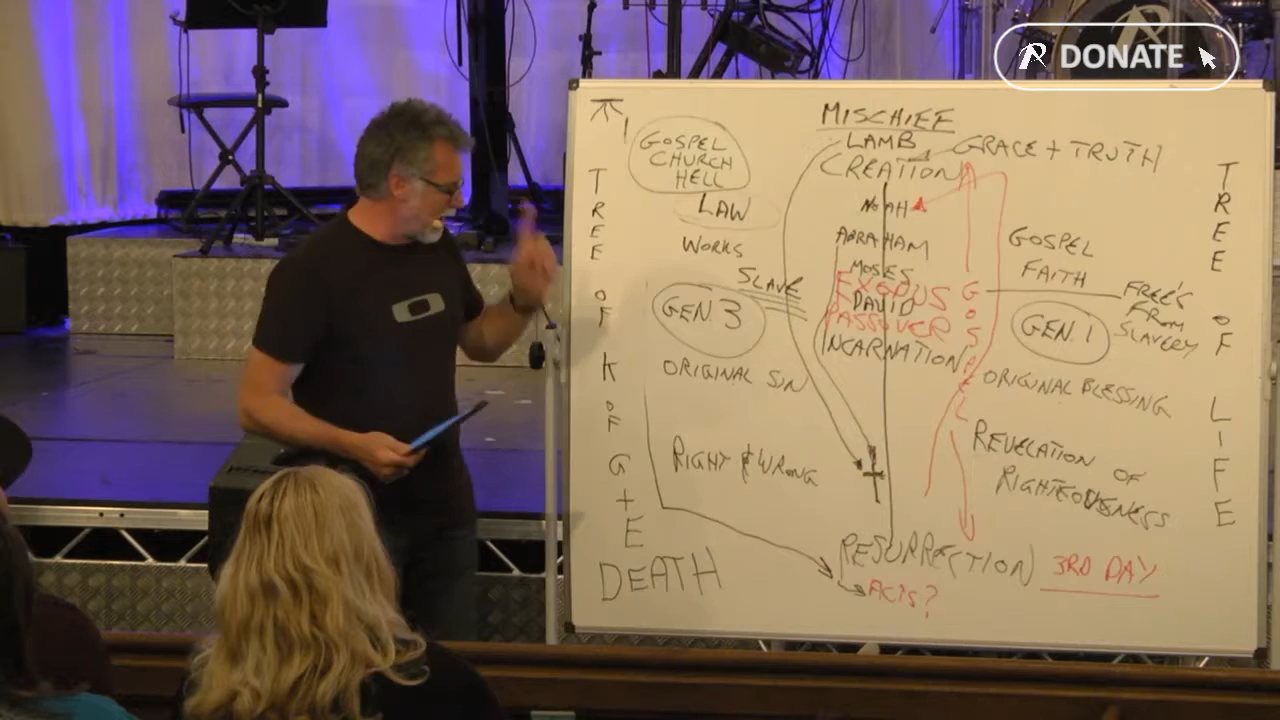 DONATE
MISCHIEF
LAMB
GRACE + TRUTH
CREATION
NOAH
ABRAHAM
MOSES
EXODUS
DAVID
PASSOVER
INCARNATION
RESURRECTION
3RD DAY
ACTS?
GOSPEL
CHURCH
HELL
LAW
WORKS
SLAVE
GEN 3
ORIGINAL SIN
RIGHT & WRONG
TREE OF K OF G+E
DEATH
GOSPEL
GOSPEL
FAITH
FREE'S
FROM
SLAVERY
GEN. 1
ORIGINAL BLESSING
REVELATION OF
RIGHTEOUSNESS
TREE OF LIFE